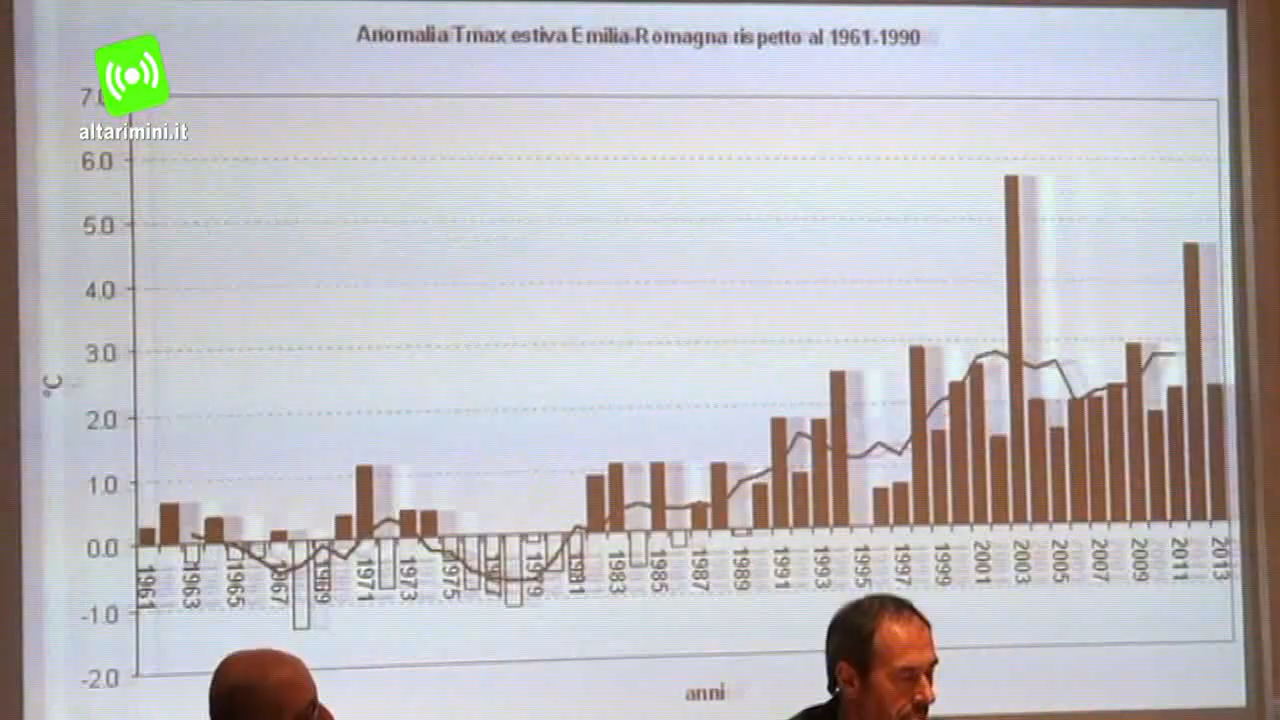 Anomalia Tmax estiva Emilia-Romagna rispetto al 1961-1990
altarimini.it
7.0
6.0
5.0
4.0
3.0
2.0
1.0
0.0
-1.0
-2.0
°C
1961 1963 1965 1967 1969 1971 1973 1975 1977 1979 1981 1983 1985 1987 1989 1991 1993 1995 1997 1999 2001 2003 2005 2007 2009 2011 2013
anni